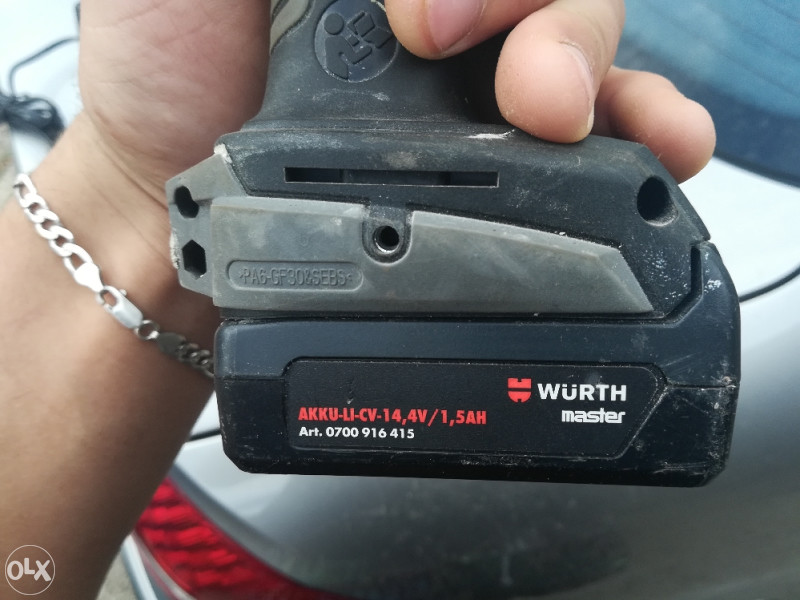 >PA6-GF30&SEBS<
WÜRTH
master
AKKU-LI-CV-14,4V/1,5AH
Art. 0700 916 415
OLX